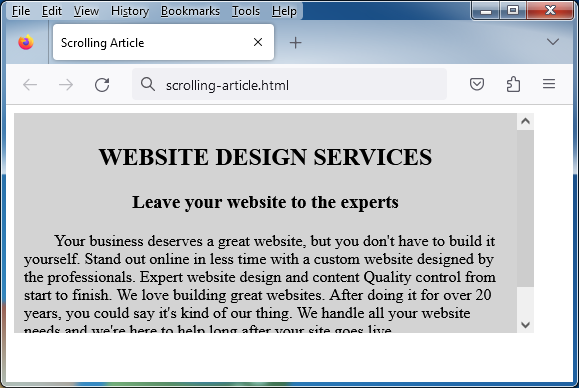 File Edit View History Bookmarks Tools Help
Scrolling Article
scrolling-article.html
WEBSITE DESIGN SERVICES
Leave your website to the experts
Your business deserves a great website, but you don't have to build it
yourself. Stand out online in less time with a custom website designed by
the professionals. Expert website design and content Quality control from
start to finish. We love building great websites. After doing it for over 20
years, you could say it's kind of our thing. We handle all your website
needs and we're here to help long after your site goes live.